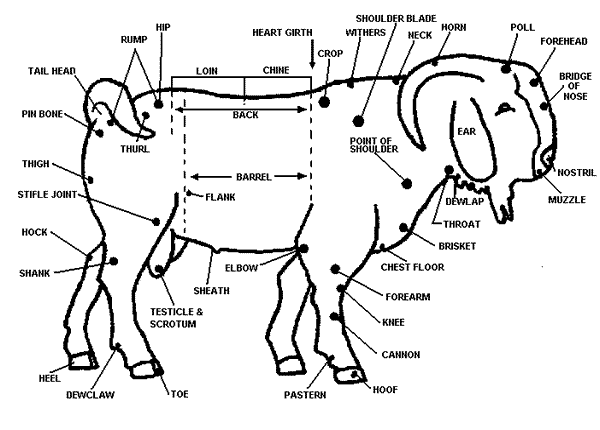 SHOULDER BLADE
HORN
POLL
HIP
HEART GIRTH
WITHERS
NECK
FOREHEAD
RUMP
CROP
BRIDGE
OF
NOSE
TAIL HEAD
LOIN
CHINE
PIN BONE
BACK
THURL
EAR
POINT OF
SHOULDER
THIGH
BARREL
NOSTRIL
STIFLE JOINT
FLANK
DEWLAP
MUZZLE
THROAT
HOCK
BRISKET
SHANK
ELBOW
CHEST FLOOR
SHEATH
FOREARM
TESTICLE &
SCROTUM
KNEE
CANNON
HEEL
DEWCLAW
TOE
PASTERN
HOOF